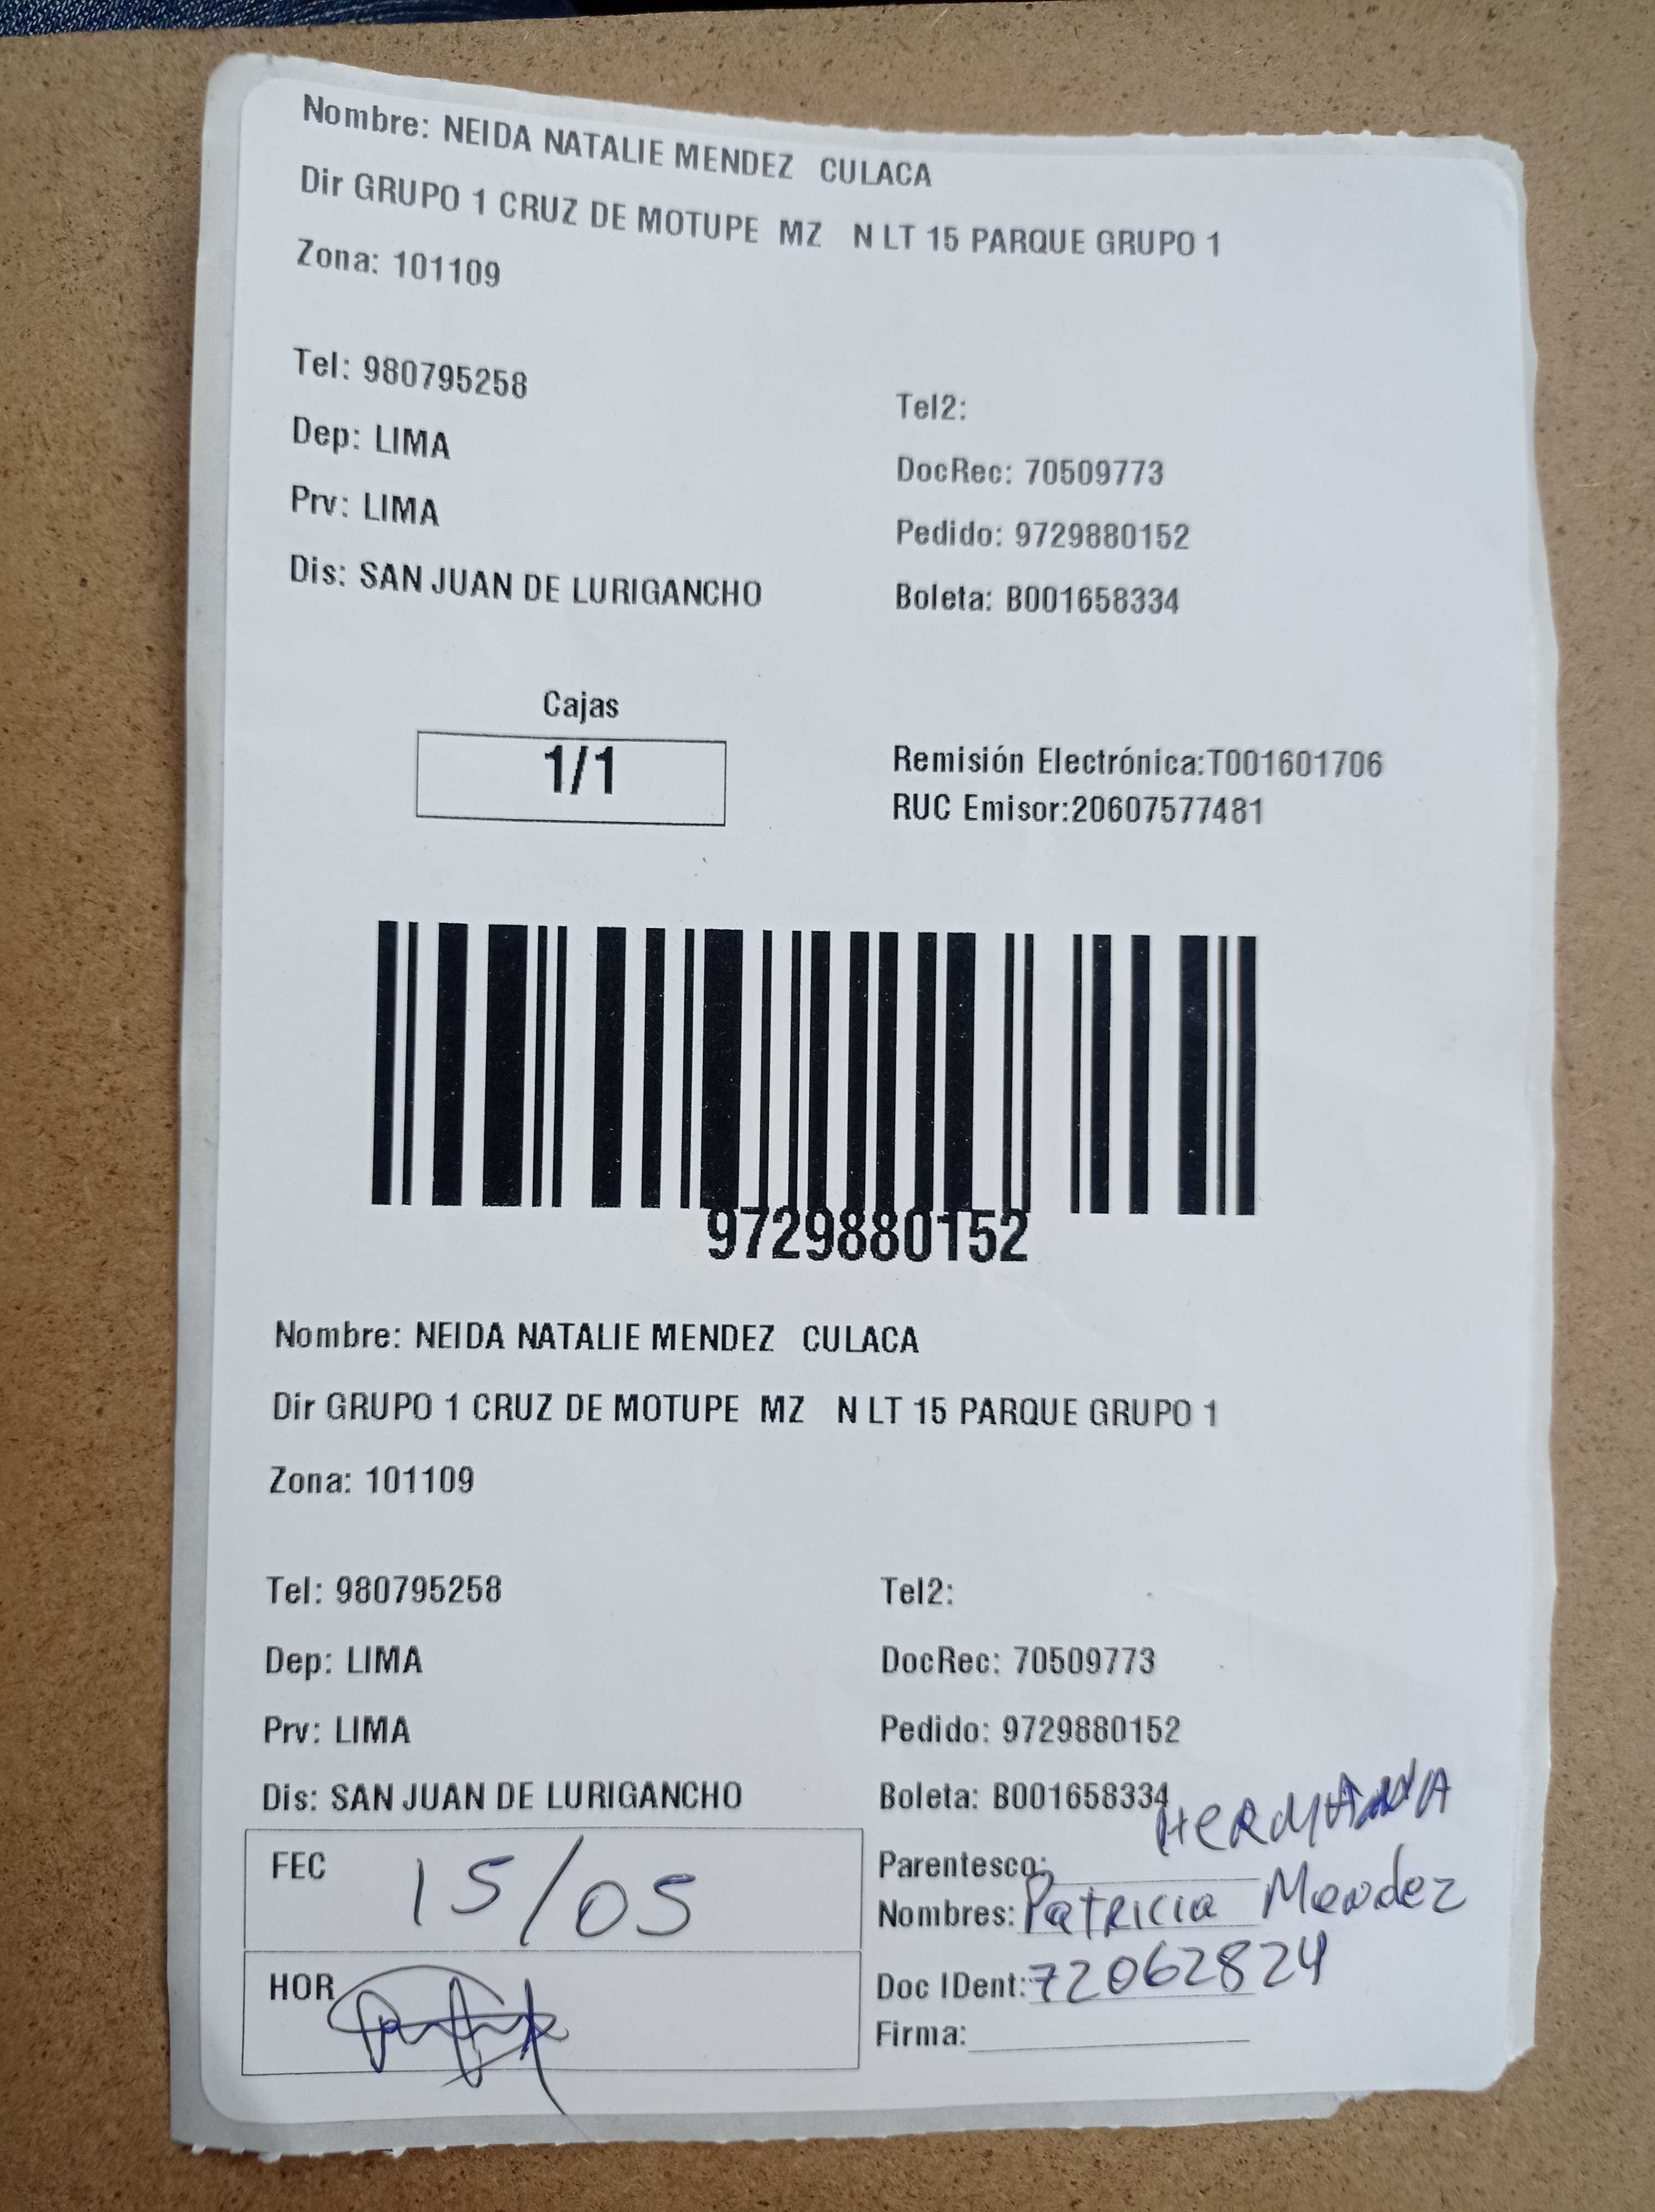 Nombre: NEIDA NATALIE MENDEZ CULACA
Dir GRUPO 1 CRUZ DE MOTUPE MZ N LT 15 PARQUE GRUPO 1
Zona: 101109
Tel: 980795258
Tel2:
Dep: LIMA
DocRec: 70509773
Prv: LIMA
Pedido: 9729880152
Dis: SAN JUAN DE LURIGANCHO
Boleta: B001658334
Cajas
1/1
Remisión Electrónica:T001601706
RUC Emisor:20607577481
9729880152
Nombre: NEIDA NATALIE MENDEZ CULACA
Dir GRUPO 1 CRUZ DE MOTUPE MZ N LT 15 PARQUE GRUPO 1
Zona: 101109
Tel: 980795258
Tel2:
Dep: LIMA
DocRec: 70509773
Prv: LIMA
Pedido: 9729880152
Dis: SAN JUAN DE LURIGANCHO
Boleta: B001658334
FEC 15/05
Parentesco: HERMANA
Nombres: Patricia Mendez
HOR
Doc IDent: 72062824
Firma: